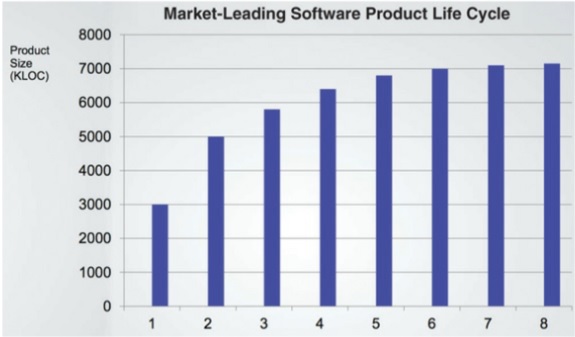 Market-Leading Software Product Life Cycle
Product
Size
(KLOC)
8000
7000
6000
5000
4000
3000
2000
1000
0
1 2 3 4 5 6 7 8